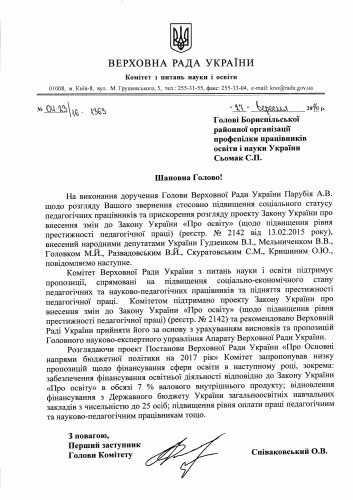 ВЕРХОВНА РАДА УКРАЇНИ
Комітет з питань науки і освіти
01008, м. Київ-8, вул. М. Грушевського, 5, тел.: 255-31-55, факс: 255-33-04, e-mail: kno@rada.gov.ua
№ 04-23/16 - 1363
"27" вересня 2016 р.
Голові Бориспільської
районної організації
профспілки працівників
освіти і науки України
Сьомак С.П.
Шановна Голово!
На виконання доручення Голови Верховної Ради України Парубія А.В.
щодо розгляду Вашого звернення стосовно підвищення соціального статусу
педагогічних працівників та прискорення розгляду проекту Закону України про
внесення змін до Закону України «Про освіту» (щодо підвищення рівня
престижності педагогічної праці) (реєстр. № 2142 від 13.02.2015 року),
внесений народними депутатами України Гудзенком В.І., Мельниченком В.В.,
Головком М.Й., Развадовським В.Й., Скуратовським С.М., Кришиним О.Ю.,
повідомляємо наступне.
Комітет Верховної Ради України з питань науки і освіти підтримує
пропозиції, спрямовані на підвищення соціально-економічного стану
педагогічних та науково-педагогічних працівників та підняття престижності
педагогічної праці. Комітетом підтримано проекту Закону України про
внесення змін до Закону України «Про освіту» (щодо підвищення рівня
престижності педагогічної праці) (реєстр. № 2142) та рекомендовано Верховній
Раді України прийняти його за основу з урахуванням висновків та пропозицій
Головного науково-експертного управління Апарату Верховної Ради України.
Розглядаючи проект Постанови Верховної Ради України «Про Основні
напрями бюджетної політики на 2017 рік» Комітет запропонував низку
пропозицій щодо фінансування сфери освіти в наступному році, зокрема:
забезпечення фінансування освітньої діяльності відповідно до Закону України
«Про освіту» в обсязі 7 % валового внутрішнього продукту; відновлення
фінансування з Державного бюджету України загальноосвітніх навчальних
закладів з чисельністю до 25 осіб; підвищення рівня оплати праці педагогічним
та науково-педагогічним працівникам тощо.
З повагою,
Перший заступник
Голови Комітету
Співаковський О.В.